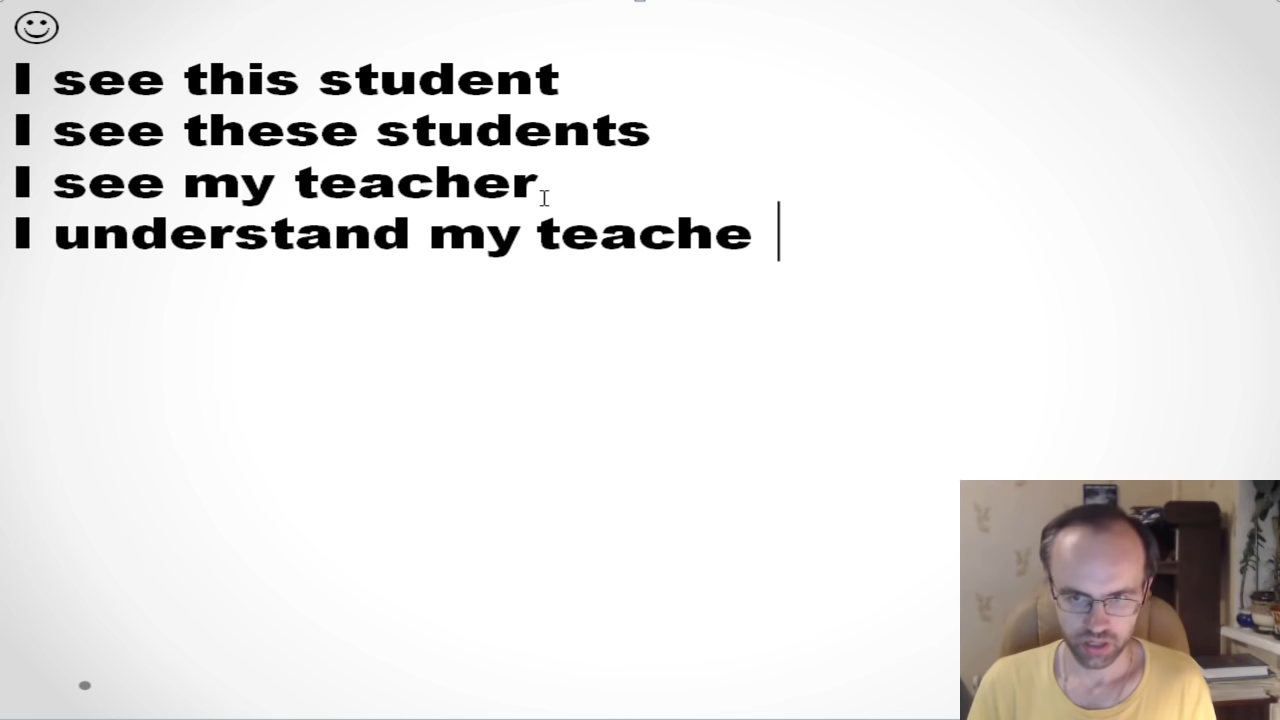 I see this student
I see these students
I see my teacher
I understand my teache